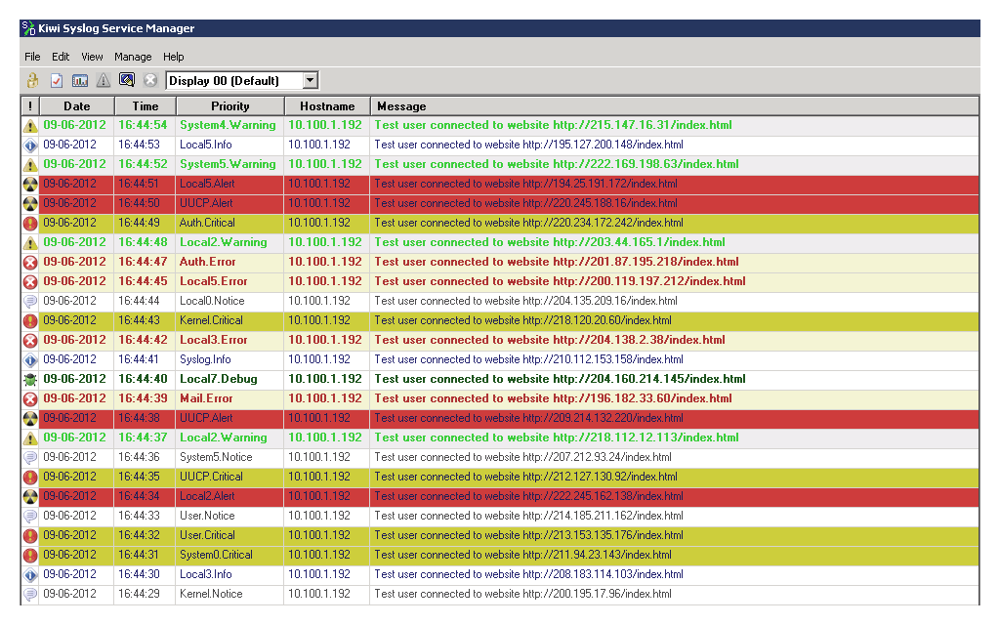 Kiwi Syslog Service Manager
File Edit View Manage Help
Display 00 (Default)
! Date Time Priority Hostname Message
09-06-2012 16:44:54 System4.Warning 10.100.1.192 Test user connected to website http://215.147.16.31/index.html
09-06-2012 16:44:53 Local5.Info 10.100.1.192 Test user connected to website http://195.127.200.148/index.html
09-06-2012 16:44:52 System5.Warning 10.100.1.192 Test user connected to website http://222.169.198.63/index.html
09-06-2012 16:44:51 Local5.Alert 10.100.1.192 Test user connected to website http://194.25.191.172/index.html
09-06-2012 16:44:50 UUCP.Alert 10.100.1.192 Test user connected to website http://220.245.188.16/index.html
09-06-2012 16:44:49 Auth.Critical 10.100.1.192 Test user connected to website http://220.234.172.242/index.html
09-06-2012 16:44:48 Local2.Warning 10.100.1.192 Test user connected to website http://203.44.165.1/index.html
09-06-2012 16:44:47 Auth.Error 10.100.1.192 Test user connected to website http://201.87.195.218/index.html
09-06-2012 16:44:45 Local5.Error 10.100.1.192 Test user connected to website http://200.119.197.212/index.html
09-06-2012 16:44:44 Local0.Notice 10.100.1.192 Test user connected to website http://204.135.209.16/index.html
09-06-2012 16:44:43 Kernel.Critical 10.100.1.192 Test user connected to website http://218.120.20.60/index.html
09-06-2012 16:44:42 Local3.Error 10.100.1.192 Test user connected to website http://204.138.2.38/index.html
09-06-2012 16:44:41 Syslog.Info 10.100.1.192 Test user connected to website http://210.112.153.158/index.html
09-06-2012 16:44:40 Local7.Debug 10.100.1.192 Test user connected to website http://204.160.214.145/index.html
09-06-2012 16:44:39 Mail.Error 10.100.1.192 Test user connected to website http://196.182.33.60/index.html
09-06-2012 16:44:38 UUCP.Alert 10.100.1.192 Test user connected to website http://209.214.132.220/index.html
09-06-2012 16:44:37 Local2.Warning 10.100.1.192 Test user connected to website http://218.112.12.113/index.html
09-06-2012 16:44:36 System5.Notice 10.100.1.192 Test user connected to website http://207.212.93.24/index.html
09-06-2012 16:44:35 UUCP.Critical 10.100.1.192 Test user connected to website http://212.127.130.92/index.html
09-06-2012 16:44:34 Local2.Alert 10.100.1.192 Test user connected to website http://222.245.162.138/index.html
09-06-2012 16:44:33 User.Notice 10.100.1.192 Test user connected to website http://214.185.211.162/index.html
09-06-2012 16:44:32 User.Critical 10.100.1.192 Test user connected to website http://213.153.135.176/index.html
09-06-2012 16:44:31 System0.Critical 10.100.1.192 Test user connected to website http://211.94.23.143/index.html
09-06-2012 16:44:30 Local3.Info 10.100.1.192 Test user connected to website http://208.183.114.103/index.html
09-06-2012 16:44:29 Kernel.Notice 10.100.1.192 Test user connected to website http://200.195.17.96/index.html